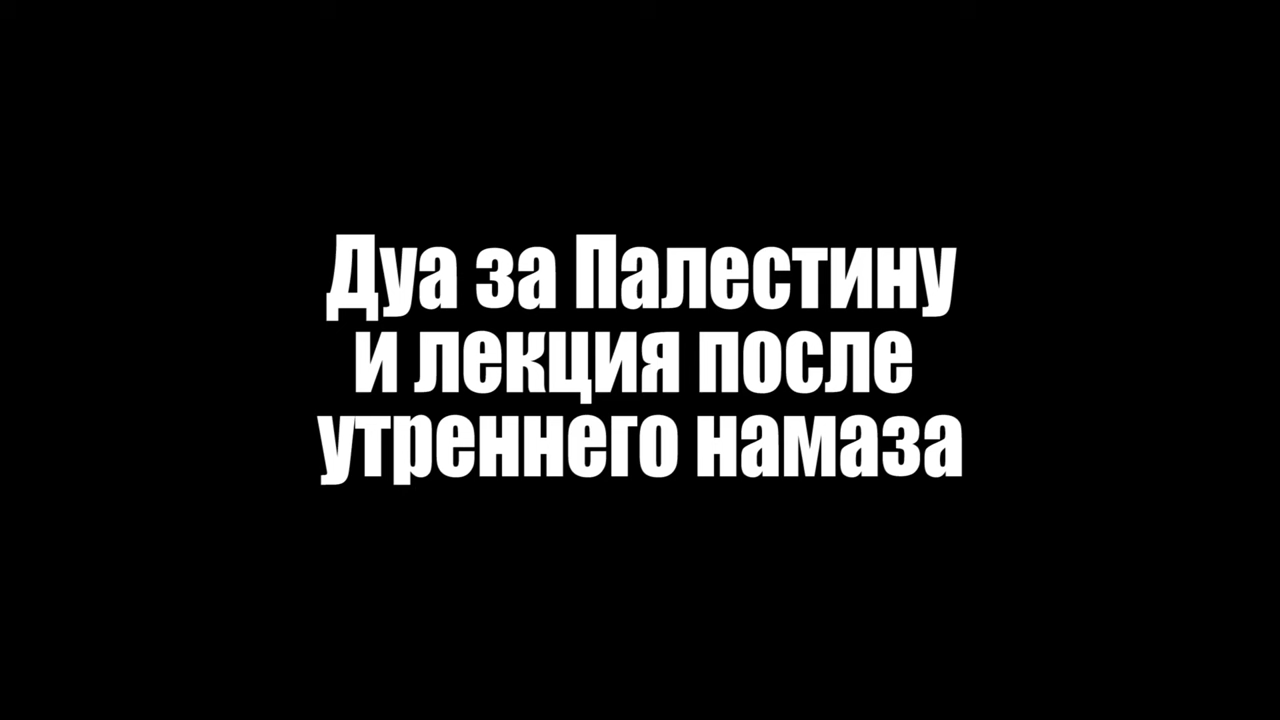 Дуа за Палестину
и лекция после
утреннего намаза